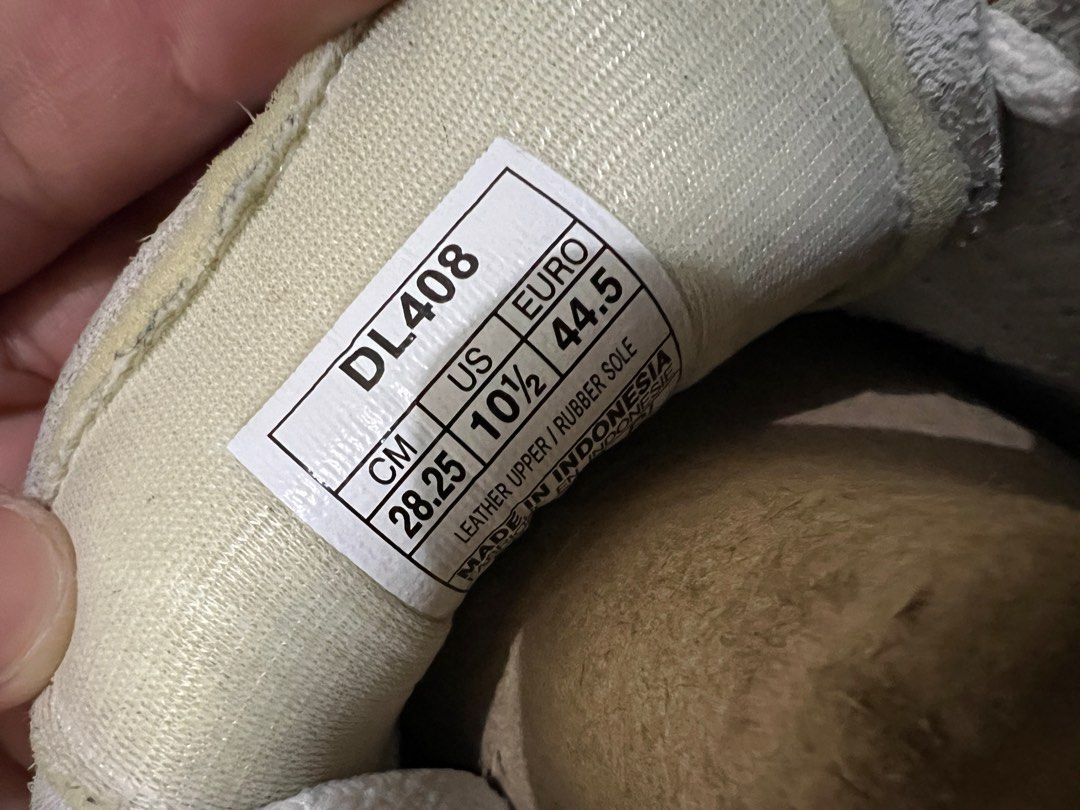 DL408
CM US EURO
28.25 10½ 44.5
LEATHER UPPER / RUBBER SOLE
MADE IN INDONESIA